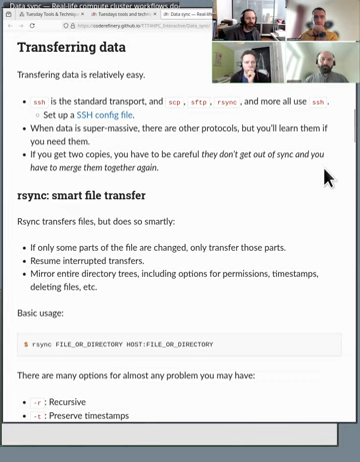 Data sync — Real-life compute cluster workflows do
Tuesday Tools & Techniqu
Tuesdays tools and techni
Data sync — Real-life
https://coderefinery.github.io/TTT4HPC
Transferring data
Transfering data is relatively easy.
ssh is the standard transport, and scp, sftp, rsync, and more all use ssh.
Set up a SSH config file.
When data is super-massive, there are other protocols, but you'll learn them if
you need them.
If you get two copies, you have to be careful they don't get out of sync and you
have to merge them together again.
rsync: smart file transfer
Rsync transfers files, but does so smartly:
If only some parts of the file are changed, only transfer those parts.
Resume interrupted transfers.
Mirror entire directory trees, including options for permissions, timestamps,
deleting files, etc.
Basic usage:
$ rsync FILE_OR_DIRECTORY HOST:FILE_OR_DIRECTORY
There are many options for almost any problem you may have:
-r : Recursive
-t : Preserve timestamps